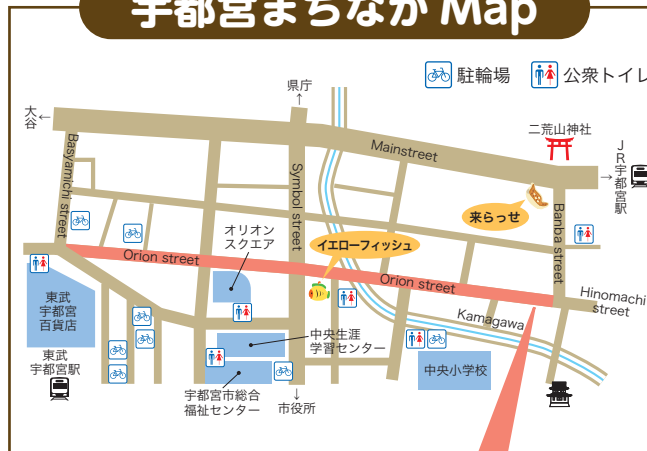 宇都宮まちなか Map
駐輪場
公衆トイレ
県庁
↑
大谷
←
二荒山神社
JR宇都宮駅
→
Mainstreet
Basyamichi street
Symbol street
来らっせ
Banba street
オリオン
スクエア
イエローフィッシュ
Orion street
Orion street
Hinomachi
street
Kamagawa
東武
宇都宮
百貨店
中央生涯
学習センター
東武
宇都宮駅
中央小学校
宇都宮市総合
福祉センター
↓
市役所